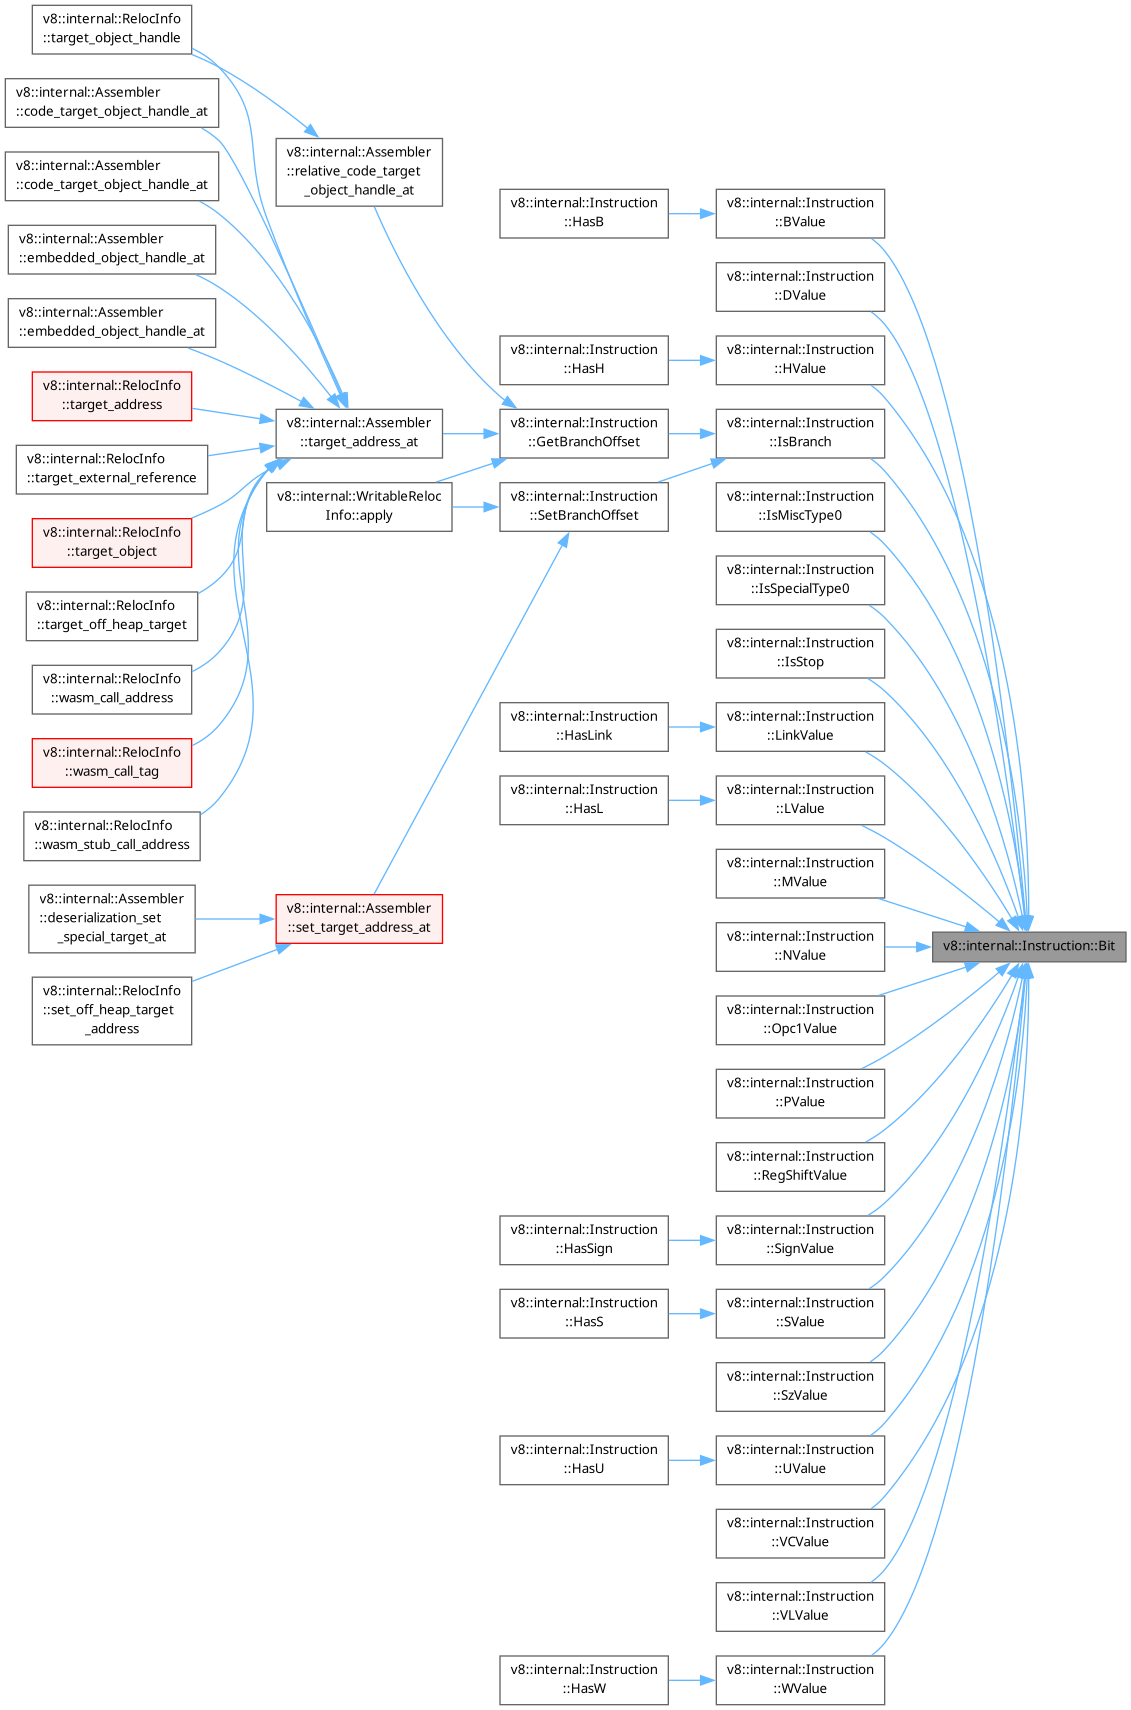 v8::internal::RelocInfo
::target_object_handle
v8::internal::Assembler
::code_target_object_handle_at
v8::internal::Assembler
::code_target_object_handle_at
v8::internal::Assembler
::embedded_object_handle_at
v8::internal::Assembler
::embedded_object_handle_at
v8::internal::RelocInfo
::target_address
v8::internal::RelocInfo
::target_external_reference
v8::internal::RelocInfo
::target_object
v8::internal::RelocInfo
::target_off_heap_target
v8::internal::RelocInfo
::wasm_call_address
v8::internal::RelocInfo
::wasm_call_tag
v8::internal::RelocInfo
::wasm_stub_call_address
v8::internal::Assembler
::deserialization_set
_special_target_at
v8::internal::RelocInfo
::set_off_heap_target
_address
v8::internal::Assembler
::relative_code_target
_object_handle_at
v8::internal::Assembler
::target_address_at
v8::internal::WritableReloc
Info::apply
v8::internal::Assembler
::set_target_address_at
v8::internal::Instruction
::HasB
v8::internal::Instruction
::HasH
v8::internal::Instruction
::GetBranchOffset
v8::internal::Instruction
::SetBranchOffset
v8::internal::Instruction
::HasLink
v8::internal::Instruction
::HasL
v8::internal::Instruction
::HasSign
v8::internal::Instruction
::HasS
v8::internal::Instruction
::HasU
v8::internal::Instruction
::HasW
v8::internal::Instruction
::BValue
v8::internal::Instruction
::DValue
v8::internal::Instruction
::HValue
v8::internal::Instruction
::IsBranch
v8::internal::Instruction
::IsMiscType0
v8::internal::Instruction
::IsSpecialType0
v8::internal::Instruction
::IsStop
v8::internal::Instruction
::LinkValue
v8::internal::Instruction
::LValue
v8::internal::Instruction
::MValue
v8::internal::Instruction
::NValue
v8::internal::Instruction
::Opc1Value
v8::internal::Instruction
::PValue
v8::internal::Instruction
::RegShiftValue
v8::internal::Instruction
::SignValue
v8::internal::Instruction
::SValue
v8::internal::Instruction
::SzValue
v8::internal::Instruction
::UValue
v8::internal::Instruction
::VCValue
v8::internal::Instruction
::VLValue
v8::internal::Instruction
::WValue
v8::internal::Instruction::Bit